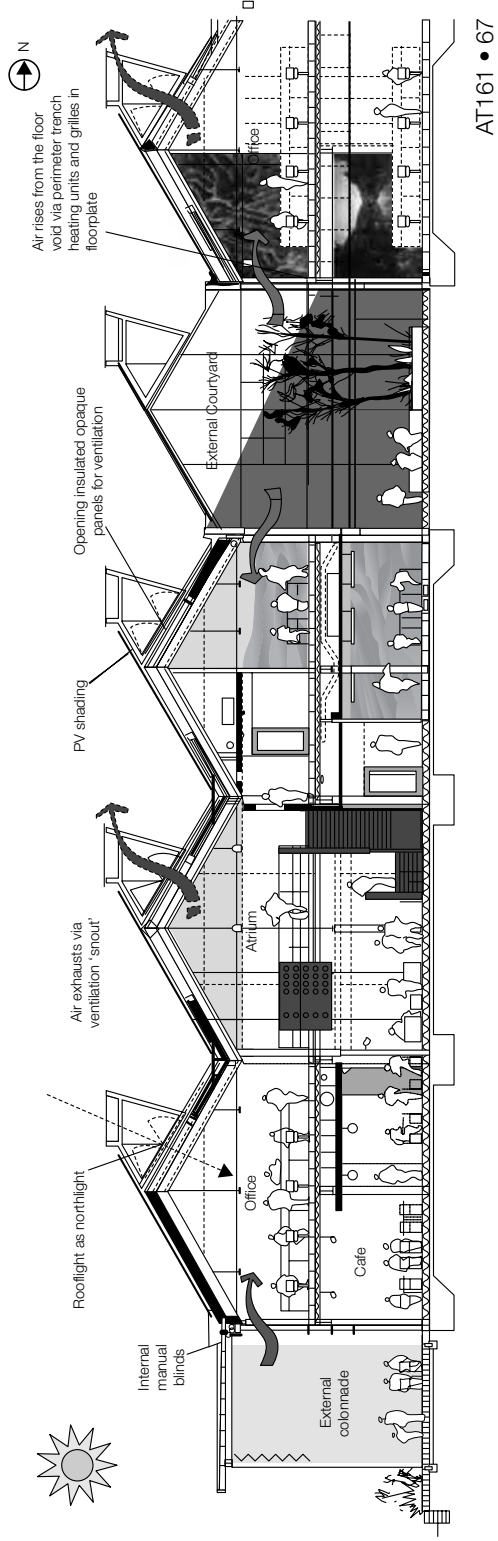 Internal
manual
blinds
Rooflight as northlight
Air exhausts via
ventilation ‘snout’
PV shading
Opening insulated opaque
panels for ventilation
Air rises from the floor
void via perimeter trench
heating units and grilles in
floorplate
N
External
colonnade
Office
Cafe
Atrium
External Courtyard
Office
AT161 • 67